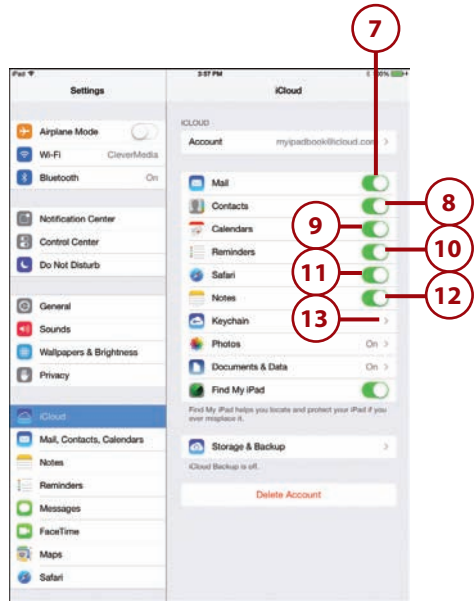 7
iPad
3:57 PM
100%
Settings
iCloud
Airplane Mode
Wi-Fi CleverMedia
Bluetooth On
Notification Center
Control Center
Do Not Disturb
General
Sounds
Wallpapers & Brightness
Privacy
iCloud
Mail, Contacts, Calendars
Notes
Reminders
Messages
FaceTime
Maps
Safari
ICLOUD
Account myipadbook@icloud.com
Mail
Contacts 8
Calendars 9
Reminders 10
Safari 11
Notes 12
Keychain 13
Photos On
Documents & Data On
Find My iPad
Find My iPad helps you locate and protect your iPad if you
ever misplace it.
Storage & Backup
iCloud Backup is off.
Delete Account